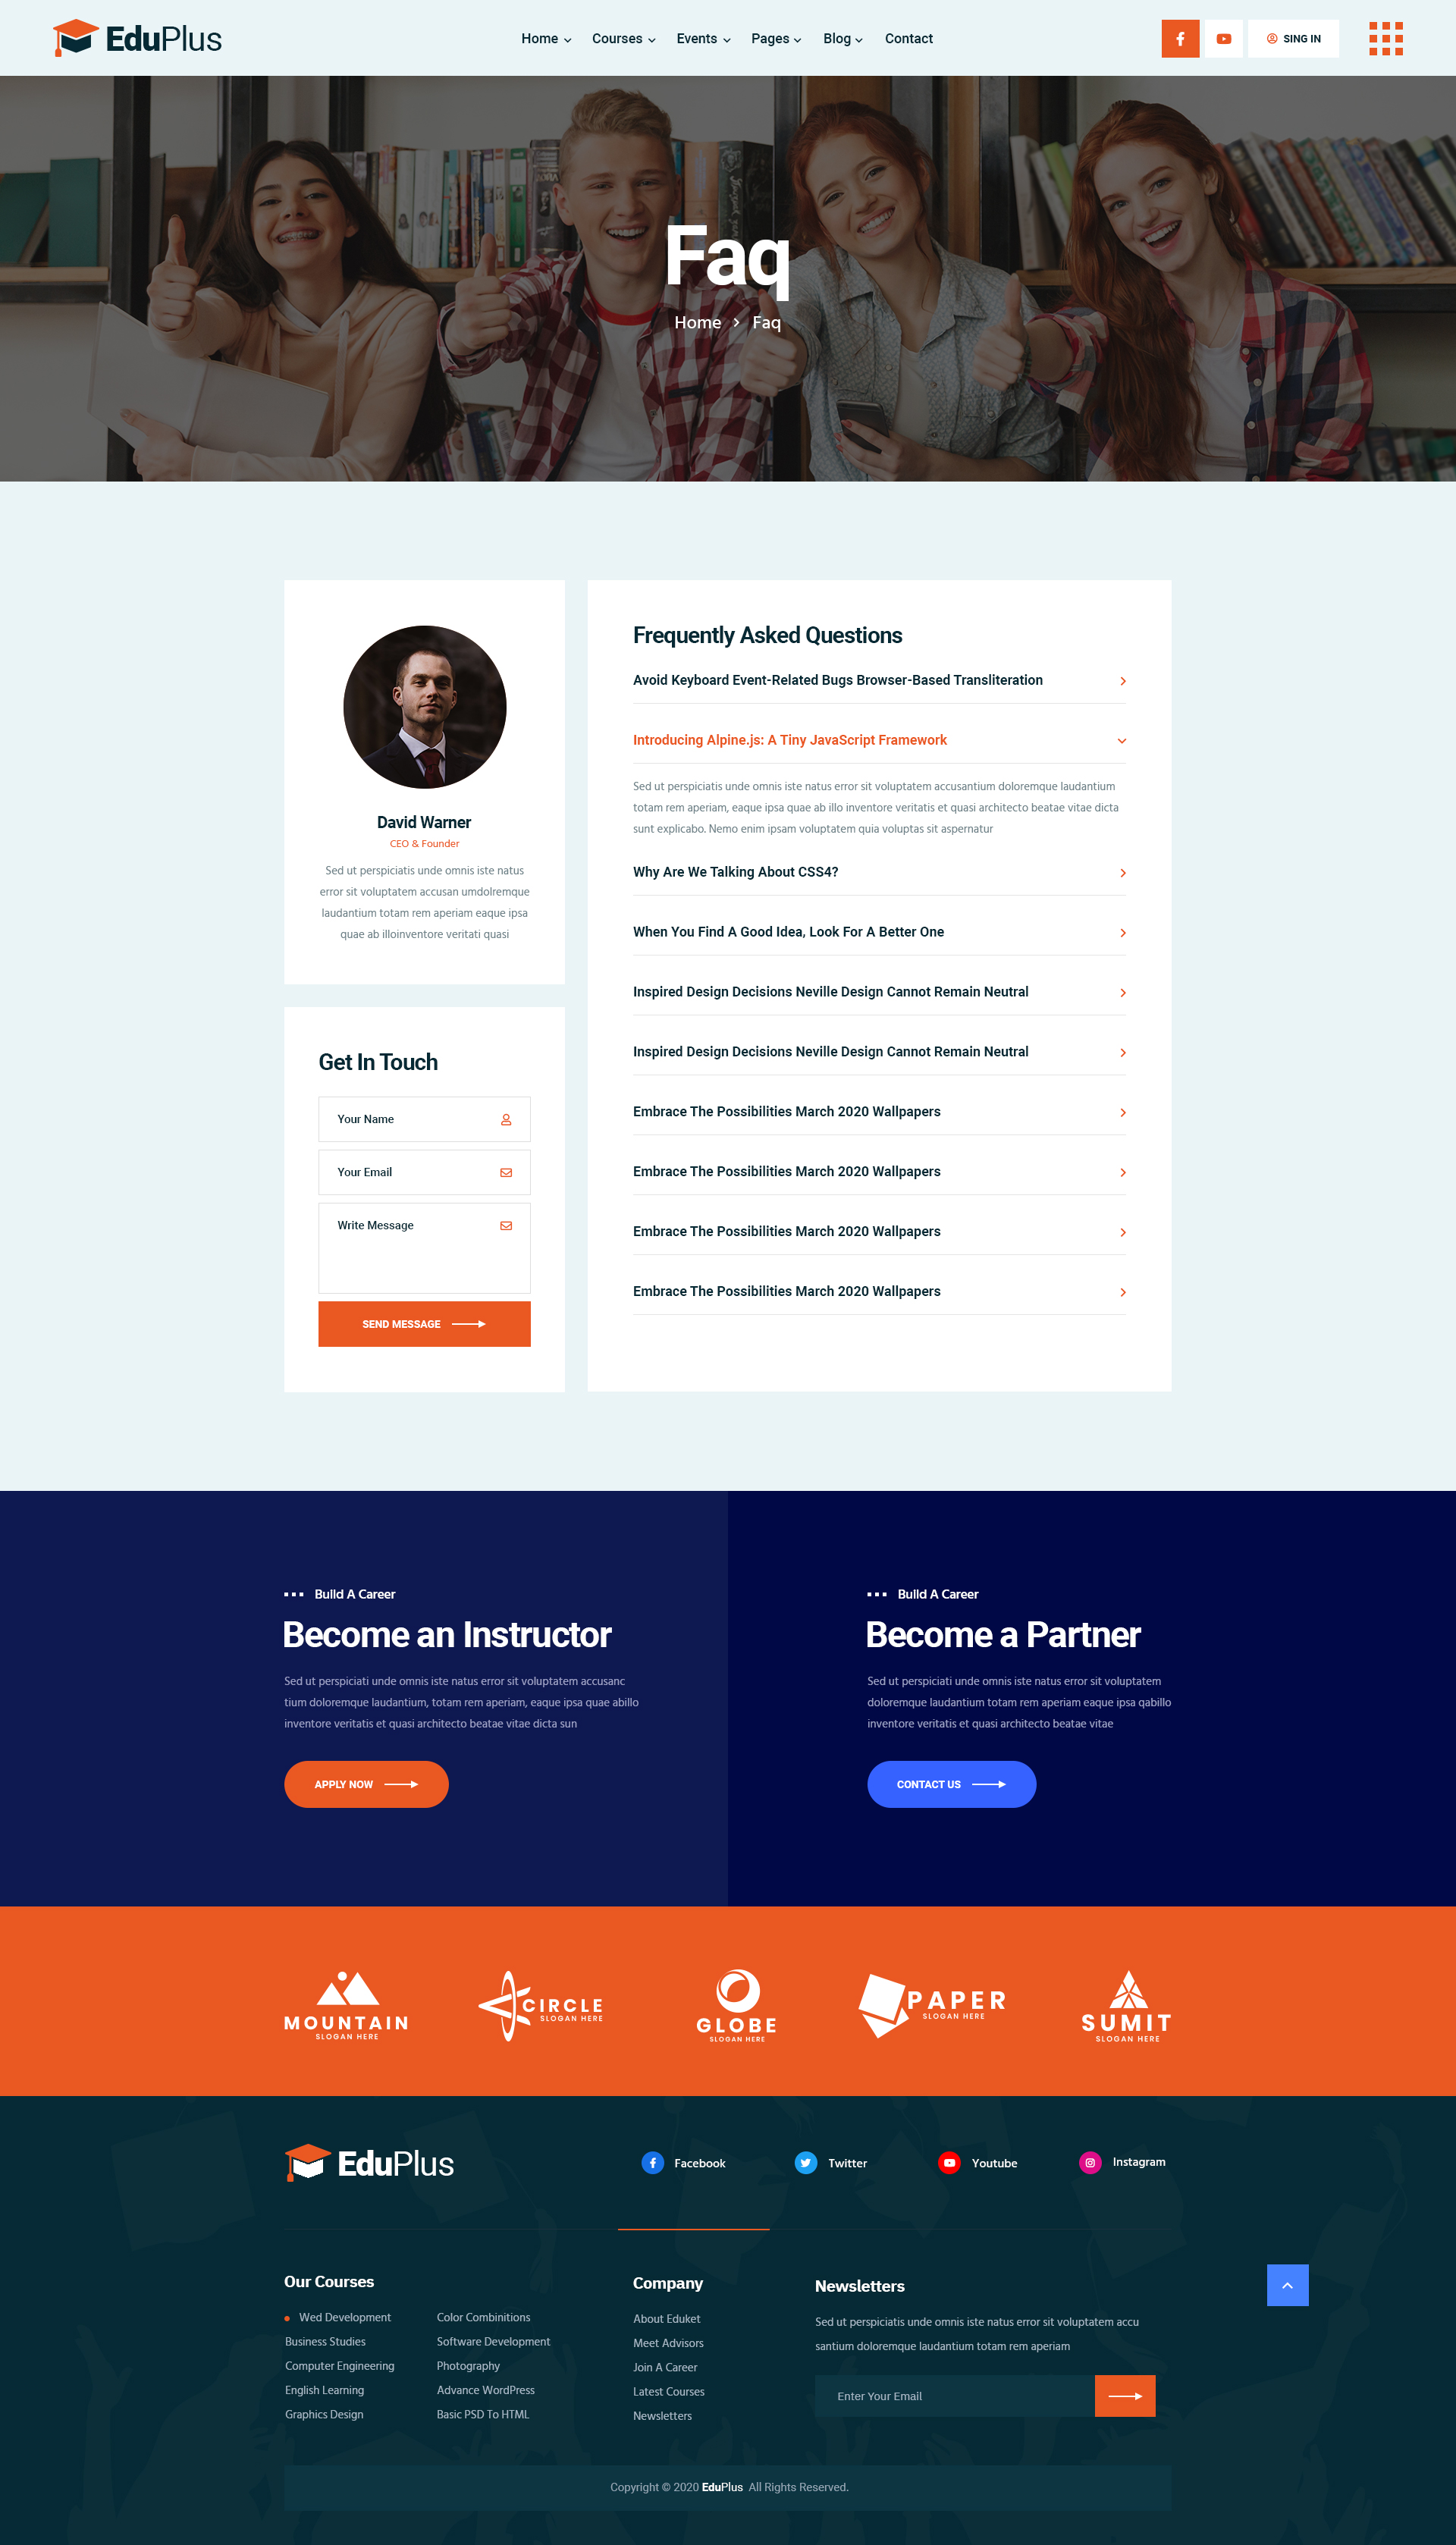 EduPlus
Home Courses Events Pages Blog Contact
SING IN
Faq
Home Faq
David Warner
CEO & Founder
Sed ut perspiciatis unde omnis iste natus
error sit voluptatem accusan umdoloremque
laudantium totam rem aperiam eaque ipsa
quae ab illoinventore veritati quasi
Get In Touch
Your Name
Your Email
Write Message
SEND MESSAGE
Frequently Asked Questions
Avoid Keyboard Event-Related Bugs Browser-Based Transliteration
Introducing Alpine.js: A Tiny JavaScript Framework
Sed ut perspiciatis unde omnis iste natus error sit voluptatem accusantium doloremque laudantium
totam rem aperiam, eaque ipsa quae ab illo inventore veritatis et quasi architecto beatae vitae dicta
sunt explicabo. Nemo enim ipsam voluptatem quia voluptas sit aspernatur
Why Are We Talking About CSS4?
When You Find A Good Idea, Look For A Better One
Inspired Design Decisions Neville Design Cannot Remain Neutral
Inspired Design Decisions Neville Design Cannot Remain Neutral
Embrace The Possibilities March 2020 Wallpapers
Embrace The Possibilities March 2020 Wallpapers
Embrace The Possibilities March 2020 Wallpapers
Embrace The Possibilities March 2020 Wallpapers
Build A Career
Become an Instructor
Sed ut perspiciati unde omnis iste natus error sit voluptatem accusanc
tium doloremque laudantium, totam rem aperiam, eaque ipsa quae abillo
inventore veritatis et quasi architecto beatae vitae dicta sun
APPLY NOW
Build A Career
Become a Partner
Sed ut perspiciati unde omnis iste natus error sit voluptatem
doloremque laudantium totam rem aperiam eaque ipsa qabillo
inventore veritatis et quasi architecto beatae vitae
CONTACT US
MOUNTAIN
SLOGAN HERE
CIRCLE
SLOGAN HERE
GLOBE
SLOGAN HERE
PAPER
SLOGAN HERE
SUMIT
SLOGAN HERE
EduPlus
Facebook Twitter Youtube Instagram
Our Courses
Wed Development
Business Studies
Computer Engineering
English Learning
Graphics Design
Color Combinitions
Software Development
Photography
Advance WordPress
Basic PSD To HTML
Company
About Eduket
Meet Advisors
Join A Career
Latest Courses
Newsletters
Newsletters
Sed ut perspiciatis unde omnis iste natus error sit voluptatem accu
santium doloremque laudantium totam rem aperiam
Enter Your Email
Copyright © 2020 EduPlus All Rights Reserved.